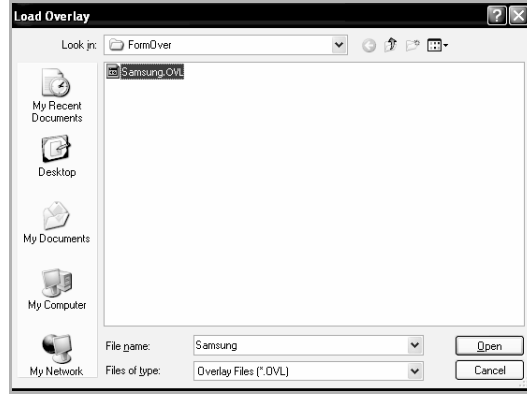 Load Overlay
Look in: FormOver
Samsung.OVL
My Recent
Documents
Desktop
My Documents
My Computer
My Network
File name: Samsung
Open
Files of type: Overlay Files (*.OVL)
Cancel